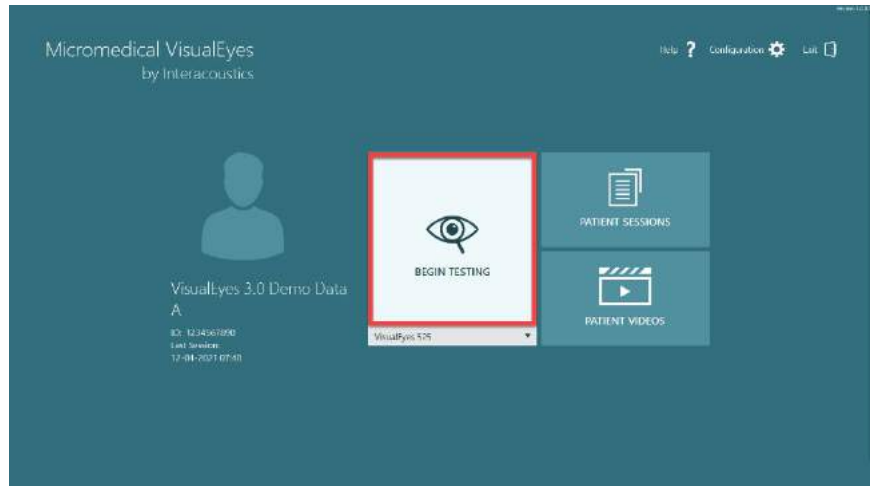 Micromedical VisualEyes
by Interacoustics
Help ? Configuration Exit
BEGIN TESTING
PATIENT SESSIONS
VisualEyes 3.0 Demo Data
A
ID: 1234567890
Last Session:
12-04-2021 07:48
VisualEyes 525
PATIENT VIDEOS